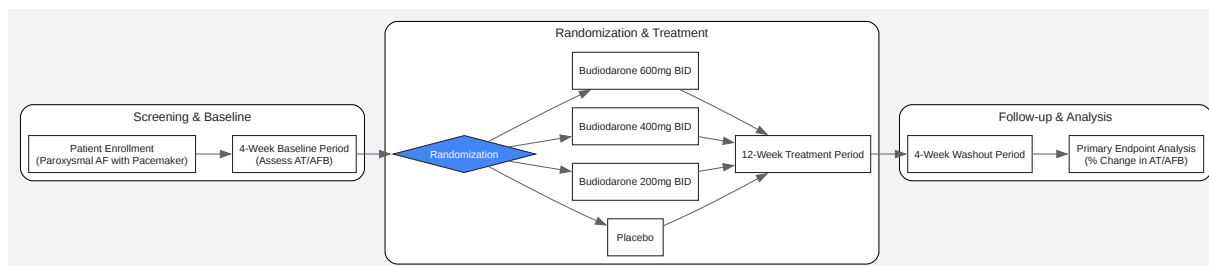 Screening & Baseline
Patient Enrollment
(Paroxysmal AF with Pacemaker)
4-Week Baseline Period
(Assess AT/AFB)
Randomization & Treatment
Randomization
Budiodarone 600mg BID
Budiodarone 400mg BID
Budiodarone 200mg BID
Placebo
12-Week Treatment Period
Follow-up & Analysis
4-Week Washout Period
Primary Endpoint Analysis
(% Change in AT/AFB)